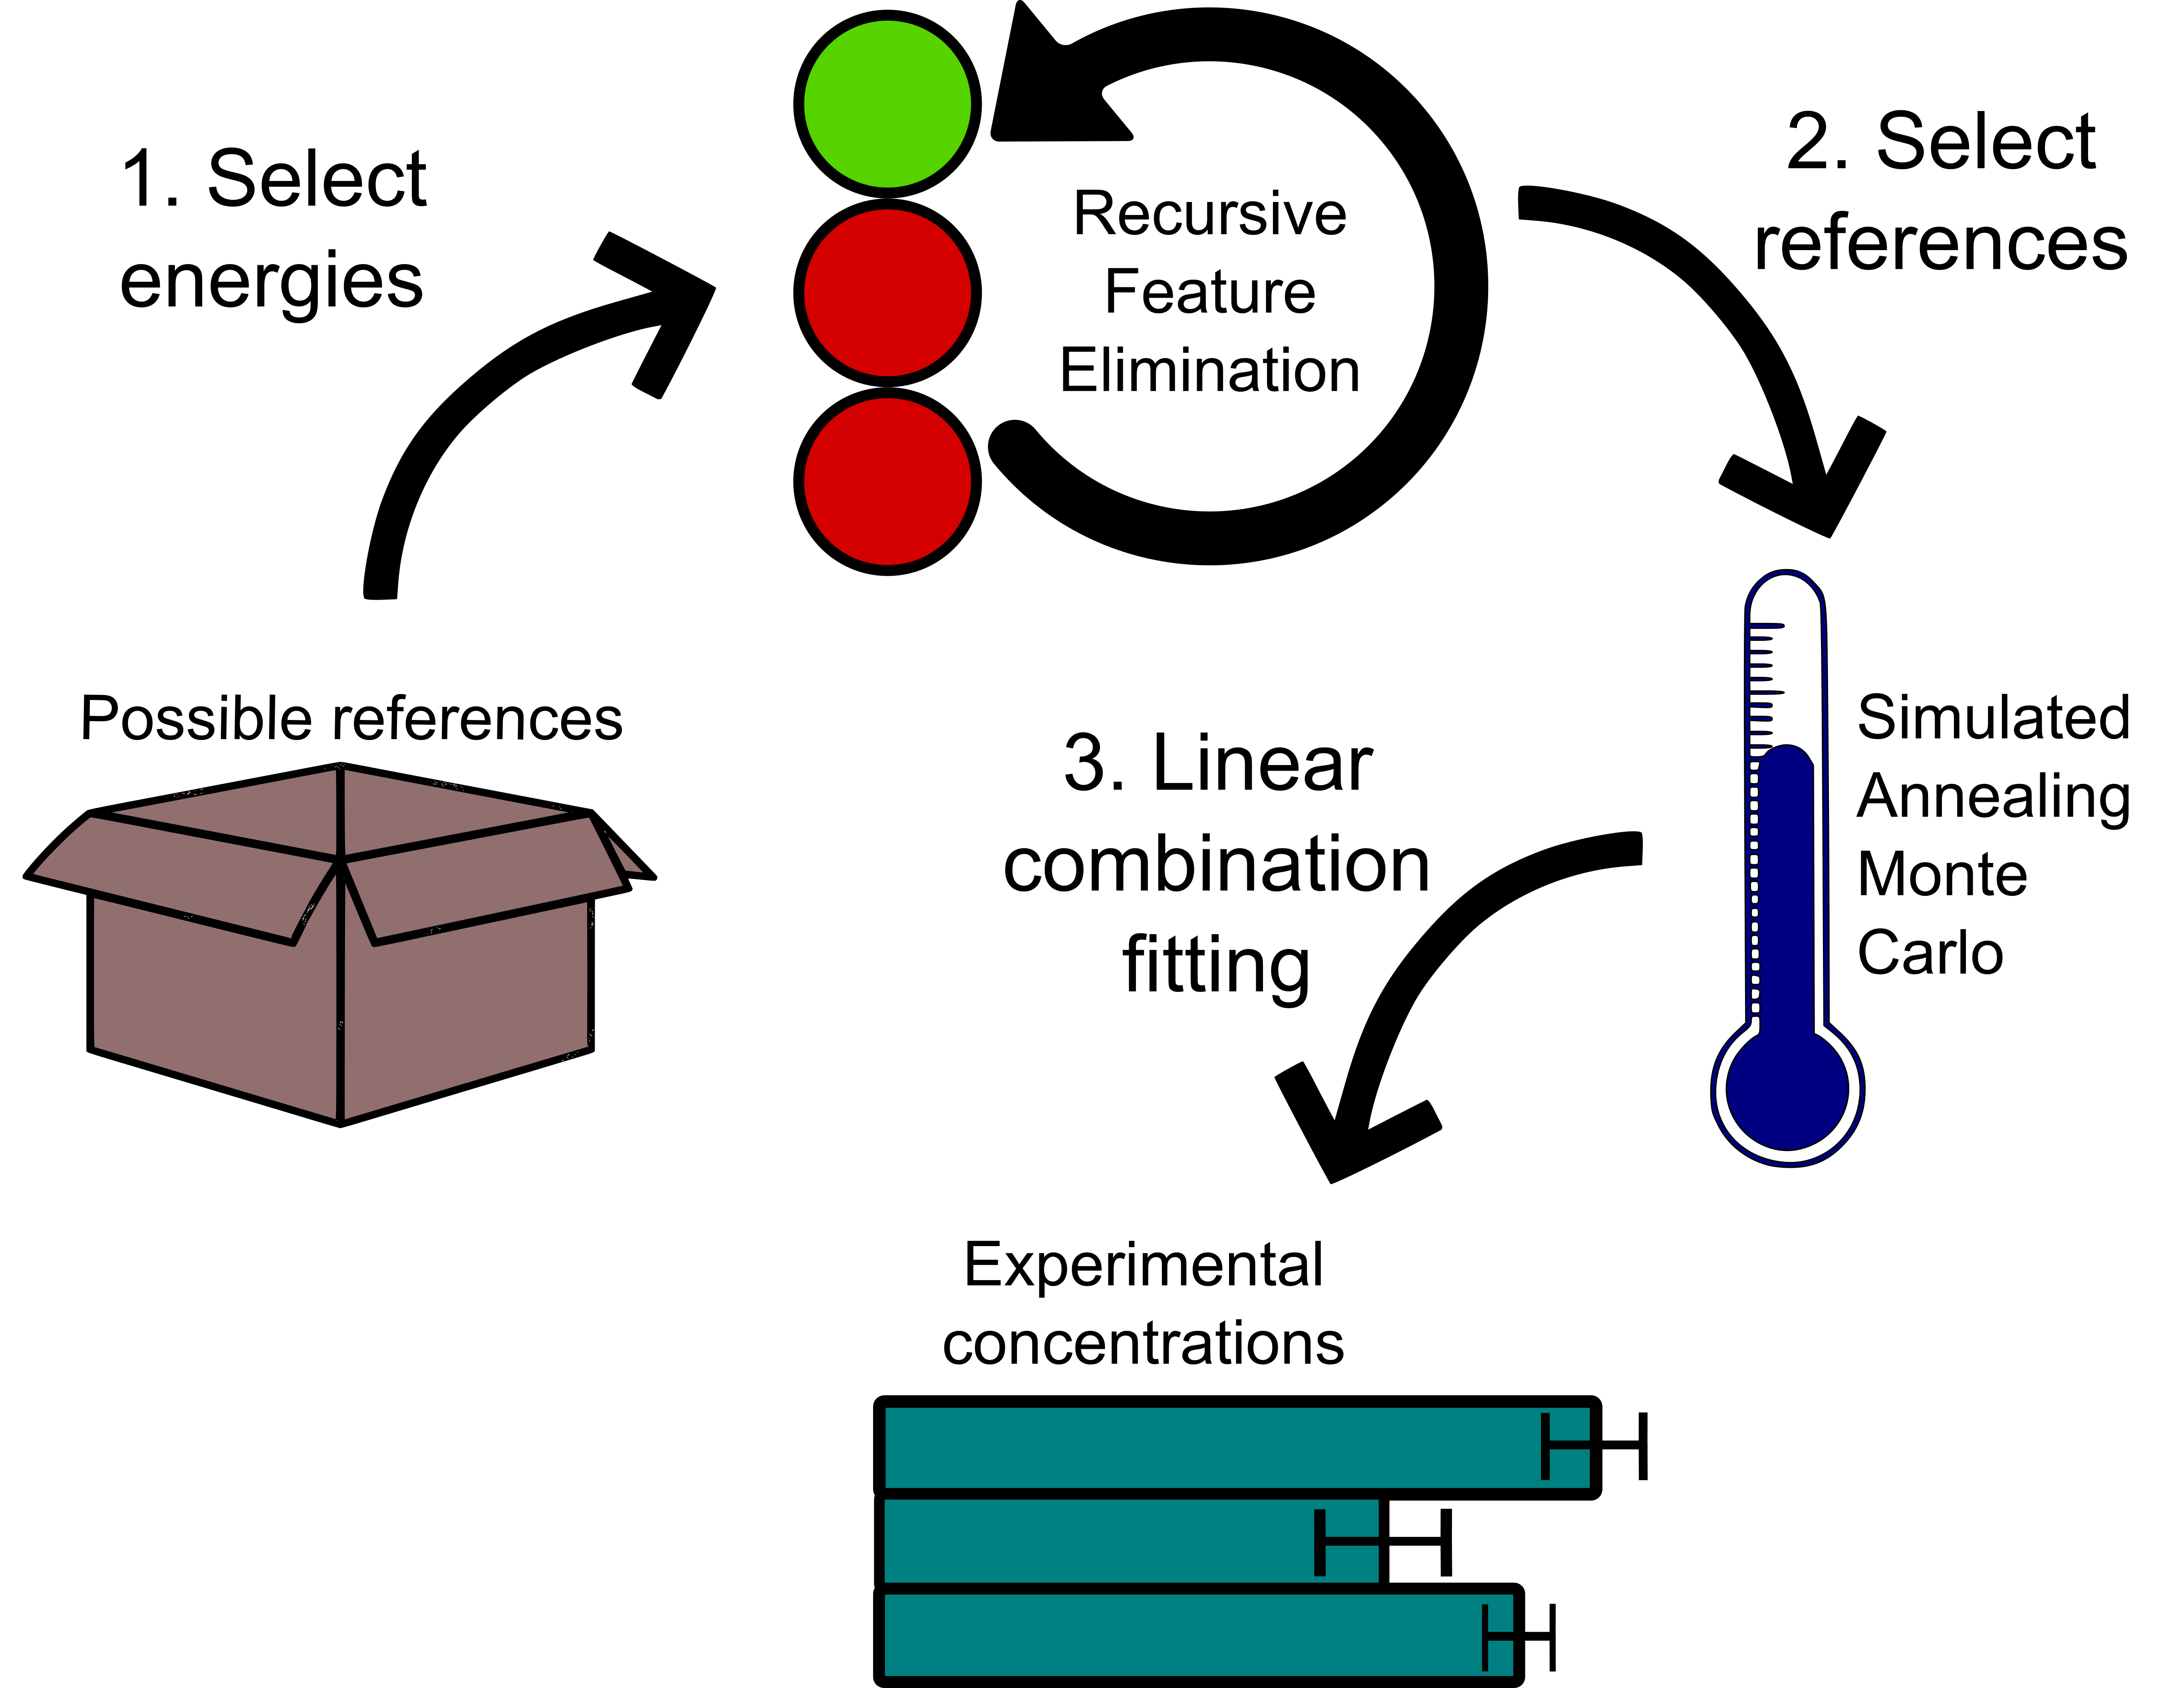 1. Select
energies
Recursive
Feature
Elimination
2. Select
references
Possible references
Simulated
Annealing
Monte
Carlo
3. Linear
combination
fitting
Experimental
concentrations